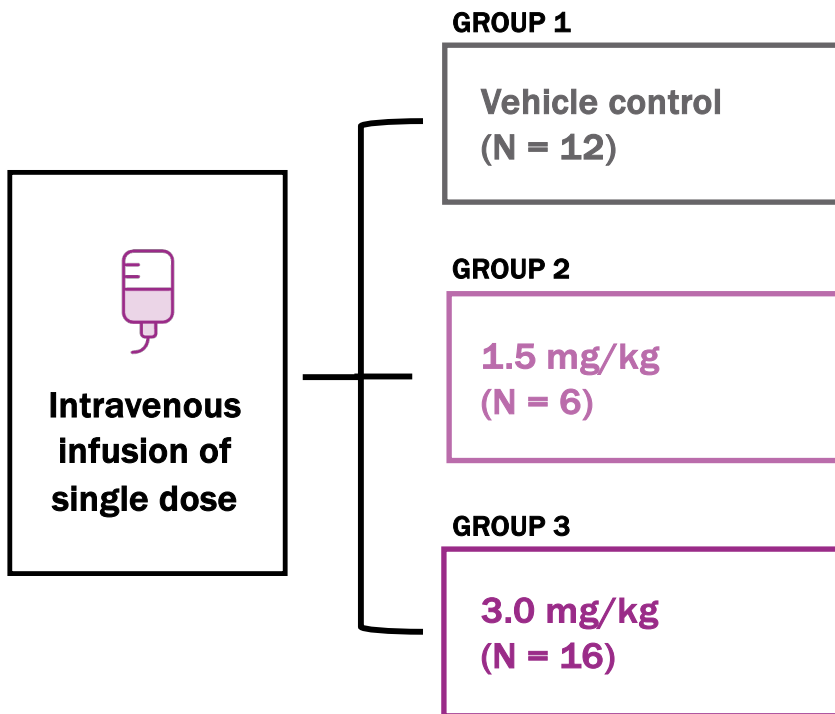 GROUP 1
Vehicle control
(N = 12)
GROUP 2
1.5 mg/kg
(N = 6)
Intravenous
infusion of
single dose
GROUP 3
3.0 mg/kg
(N = 16)